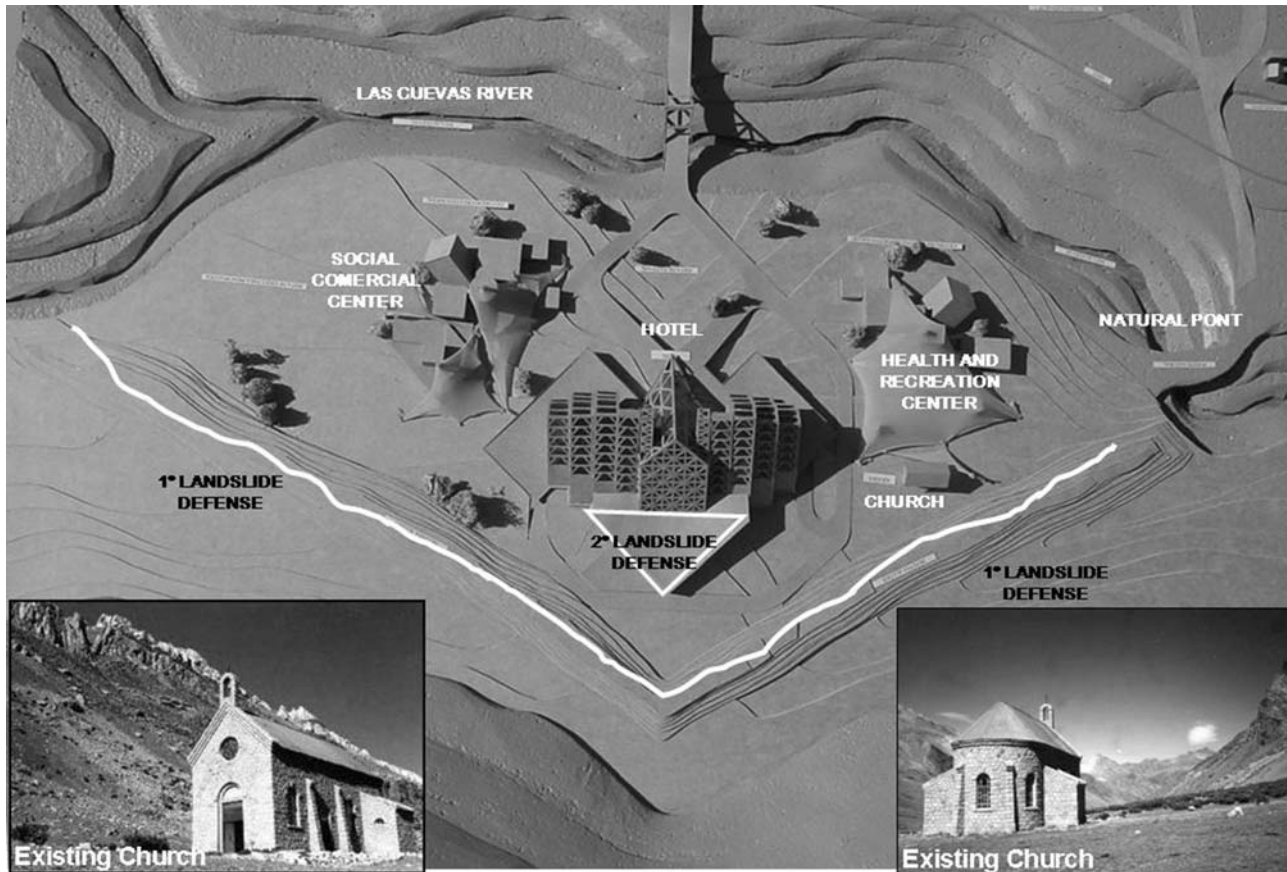 LAS CUEVAS RIVER
SOCIAL
COMERCIAL
CENTER
HOTEL
NATURAL PONT
HEALTH AND
RECREATION
CENTER
1° LANDSLIDE
DEFENSE
CHURCH
2° LANDSLIDE
DEFENSE
1° LANDSLIDE
DEFENSE
Existing Church
Existing Church